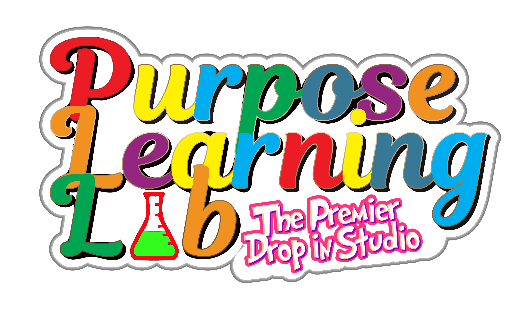 Purpose
Learning
Lab
The Premier
Drop in Studio